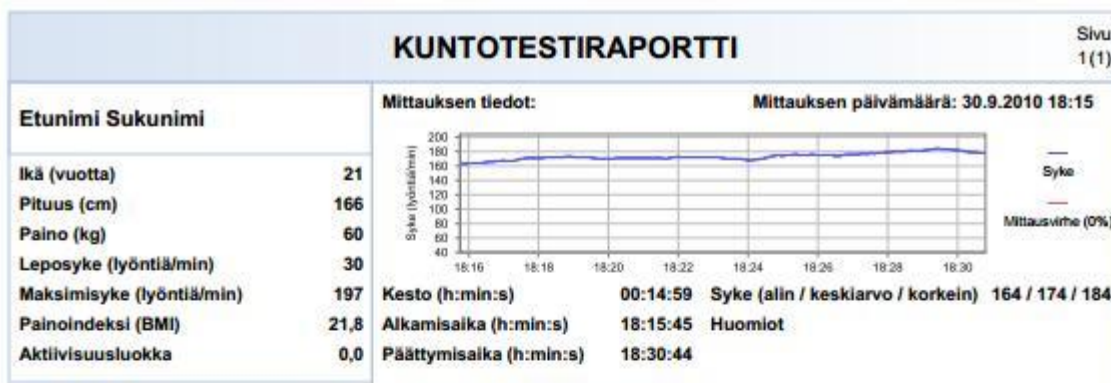 KUNTOTESTIRAPORTTI
Sivu
1(1)
Etunimi Sukunimi
Ikä (vuotta) 21
Pituus (cm) 166
Paino (kg) 60
Leposyke (lyöntiä/min) 30
Maksimisyke (lyöntiä/min) 197
Painoindeksi (BMI) 21,8
Aktiivisuusluokka 0,0
Mittauksen tiedot: Mittauksen päivämäärä: 30.9.2010 18:15
Syke (lyöntiä/min)
200
180
160
140
120
100
80
60
40
18:16 18:18 18:20 18:22 18:24 18:26 18:28 18:30
Syke
Mittausvirhe (0%)
Kesto (h:min:s) 00:14:59 Syke (alin / keskiarvo / korkein) 164 / 174 / 184
Alkamisaika (h:min:s) 18:15:45 Huomiot
Päättymisaika (h:min:s) 18:30:44